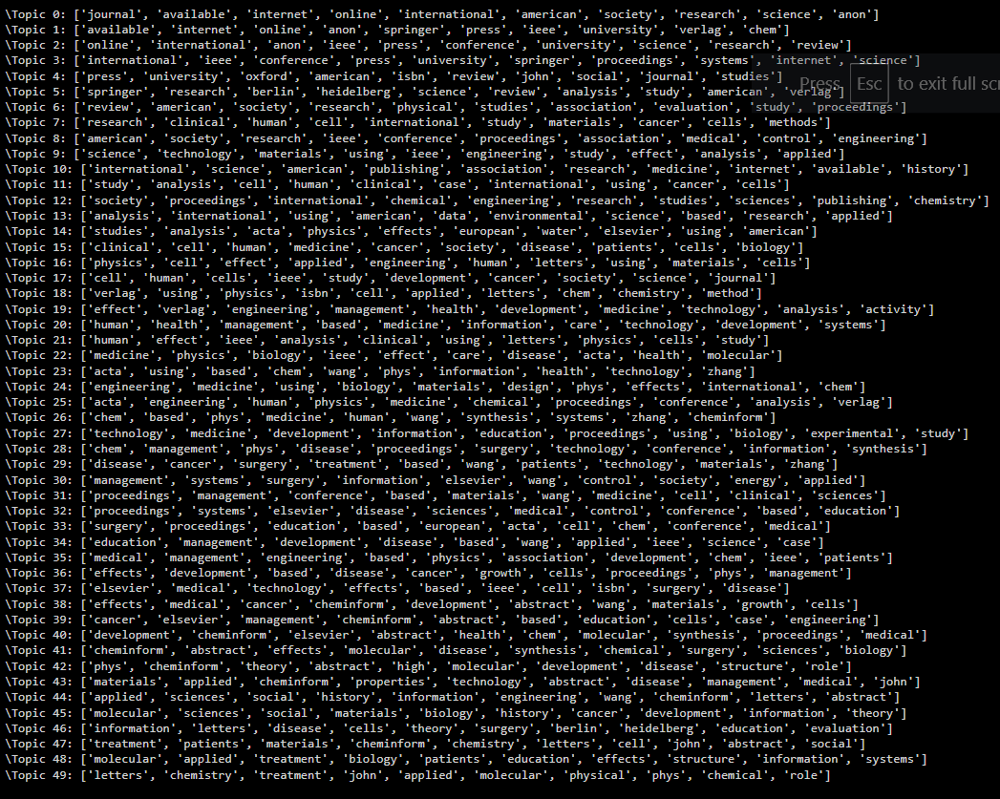 \Topic 0: ['journal', 'available', 'internet', 'online', 'international', 'american', 'society', 'research', 'science', 'anon']
\Topic 1: ['available', 'internet', 'online', 'anon', 'springer', 'press', 'ieee', 'university', 'verlag', 'chem']
\Topic 2: ['online', 'international', 'anon', 'ieee', 'press', 'conference', 'university', 'science', 'research', 'review']
\Topic 3: ['international', 'ieee', 'conference', 'press', 'university', 'springer', 'proceedings', 'systems', 'internet', 'science']
\Topic 4: ['press', 'university', 'oxford', 'american', 'isbn', 'review', 'john', 'social', 'journal', 'studies']
Press Esc to exit full scr
\Topic 5: ['springer', 'research', 'berlin', 'heidelberg', 'science', 'review', 'analysis', 'study', 'american', 'verlag']
\Topic 6: ['review', 'american', 'society', 'research', 'physical', 'studies', 'association', 'evaluation', 'study', 'proceedings']
\Topic 7: ['research', 'clinical', 'human', 'cell', 'international', 'study', 'materials', 'cancer', 'cells', 'methods']
\Topic 8: ['american', 'society', 'research', 'ieee', 'conference', 'proceedings', 'association', 'medical', 'control', 'engineering']
\Topic 9: ['science', 'technology', 'materials', 'using', 'ieee', 'engineering', 'study', 'effect', 'analysis', 'applied']
\Topic 10: ['international', 'science', 'american', 'publishing', 'association', 'research', 'medicine', 'internet', 'available', 'history']
\Topic 11: ['study', 'analysis', 'cell', 'human', 'clinical', 'case', 'international', 'using', 'cancer', 'cells']
\Topic 12: ['society', 'proceedings', 'international', 'chemical', 'engineering', 'research', 'studies', 'sciences', 'publishing', 'chemistry']
\Topic 13: ['analysis', 'international', 'using', 'american', 'data', 'environmental', 'science', 'based', 'research', 'applied']
\Topic 14: ['studies', 'analysis', 'acta', 'physics', 'effects', 'european', 'water', 'elsevier', 'using', 'american']
\Topic 15: ['clinical', 'cell', 'human', 'medicine', 'cancer', 'society', 'disease', 'patients', 'cells', 'biology']
\Topic 16: ['physics', 'cell', 'effect', 'applied', 'engineering', 'human', 'letters', 'using', 'materials', 'cells']
\Topic 17: ['cell', 'human', 'cells', 'ieee', 'study', 'development', 'cancer', 'society', 'science', 'journal']
\Topic 18: ['verlag', 'using', 'physics', 'isbn', 'cell', 'applied', 'letters', 'chem', 'chemistry', 'method']
\Topic 19: ['effect', 'verlag', 'engineering', 'management', 'health', 'development', 'medicine', 'technology', 'analysis', 'activity']
\Topic 20: ['human', 'health', 'management', 'based', 'medicine', 'information', 'care', 'technology', 'development', 'systems']
\Topic 21: ['human', 'effect', 'ieee', 'analysis', 'clinical', 'using', 'letters', 'physics', 'cells', 'study']
\Topic 22: ['medicine', 'physics', 'biology', 'ieee', 'effect', 'care', 'disease', 'acta', 'health', 'molecular']
\Topic 23: ['acta', 'using', 'based', 'chem', 'wang', 'phys', 'information', 'health', 'technology', 'zhang']
\Topic 24: ['engineering', 'medicine', 'using', 'biology', 'materials', 'design', 'phys', 'effects', 'international', 'chem']
\Topic 25: ['acta', 'engineering', 'human', 'physics', 'medicine', 'chemical', 'proceedings', 'conference', 'analysis', 'verlag']
\Topic 26: ['chem', 'based', 'phys', 'medicine', 'human', 'wang', 'synthesis', 'systems', 'zhang', 'cheminform']
\Topic 27: ['technology', 'medicine', 'development', 'information', 'education', 'proceedings', 'using', 'biology', 'experimental', 'study']
\Topic 28: ['chem', 'management', 'phys', 'disease', 'proceedings', 'surgery', 'technology', 'conference', 'information', 'synthesis']
\Topic 29: ['disease', 'cancer', 'surgery', 'treatment', 'based', 'wang', 'patients', 'technology', 'materials', 'zhang']
\Topic 30: ['management', 'systems', 'surgery', 'information', 'elsevier', 'wang', 'control', 'society', 'energy', 'applied']
\Topic 31: ['proceedings', 'management', 'conference', 'based', 'materials', 'wang', 'medicine', 'cell', 'clinical', 'sciences']
\Topic 32: ['proceedings', 'systems', 'elsevier', 'disease', 'sciences', 'medical', 'control', 'conference', 'based', 'education']
\Topic 33: ['surgery', 'proceedings', 'education', 'based', 'european', 'acta', 'cell', 'chem', 'conference', 'medical']
\Topic 34: ['education', 'management', 'development', 'disease', 'based', 'wang', 'applied', 'ieee', 'science', 'case']
\Topic 35: ['medical', 'management', 'engineering', 'based', 'physics', 'association', 'development', 'chem', 'ieee', 'patients']
\Topic 36: ['effects', 'development', 'based', 'disease', 'cancer', 'growth', 'cells', 'proceedings', 'phys', 'management']
\Topic 37: ['elsevier', 'medical', 'technology', 'effects', 'based', 'ieee', 'cell', 'isbn', 'surgery', 'disease']
\Topic 38: ['effects', 'medical', 'cancer', 'cheminform', 'development', 'abstract', 'wang', 'materials', 'growth', 'cells']
\Topic 39: ['cancer', 'elsevier', 'management', 'cheminform', 'abstract', 'based', 'education', 'cells', 'case', 'engineering']
\Topic 40: ['development', 'cheminform', 'elsevier', 'abstract', 'health', 'chem', 'molecular', 'synthesis', 'proceedings', 'medical']
\Topic 41: ['cheminform', 'abstract', 'effects', 'molecular', 'disease', 'synthesis', 'chemical', 'surgery', 'sciences', 'biology']
\Topic 42: ['phys', 'cheminform', 'theory', 'abstract', 'high', 'molecular', 'development', 'disease', 'structure', 'role']
\Topic 43: ['materials', 'applied', 'cheminform', 'properties', 'technology', 'abstract', 'disease', 'management', 'medical', 'john']
\Topic 44: ['applied', 'sciences', 'social', 'history', 'information', 'engineering', 'wang', 'cheminform', 'letters', 'abstract']
\Topic 45: ['molecular', 'sciences', 'social', 'materials', 'biology', 'history', 'cancer', 'development', 'information', 'theory']
\Topic 46: ['information', 'letters', 'disease', 'cells', 'theory', 'surgery', 'berlin', 'heidelberg', 'education', 'evaluation']
\Topic 47: ['treatment', 'patients', 'materials', 'cheminform', 'chemistry', 'letters', 'cell', 'john', 'abstract', 'social']
\Topic 48: ['molecular', 'applied', 'treatment', 'biology', 'patients', 'education', 'effects', 'structure', 'information', 'systems']
\Topic 49: ['letters', 'chemistry', 'treatment', 'john', 'applied', 'molecular', 'physical', 'phys', 'chemical', 'role']